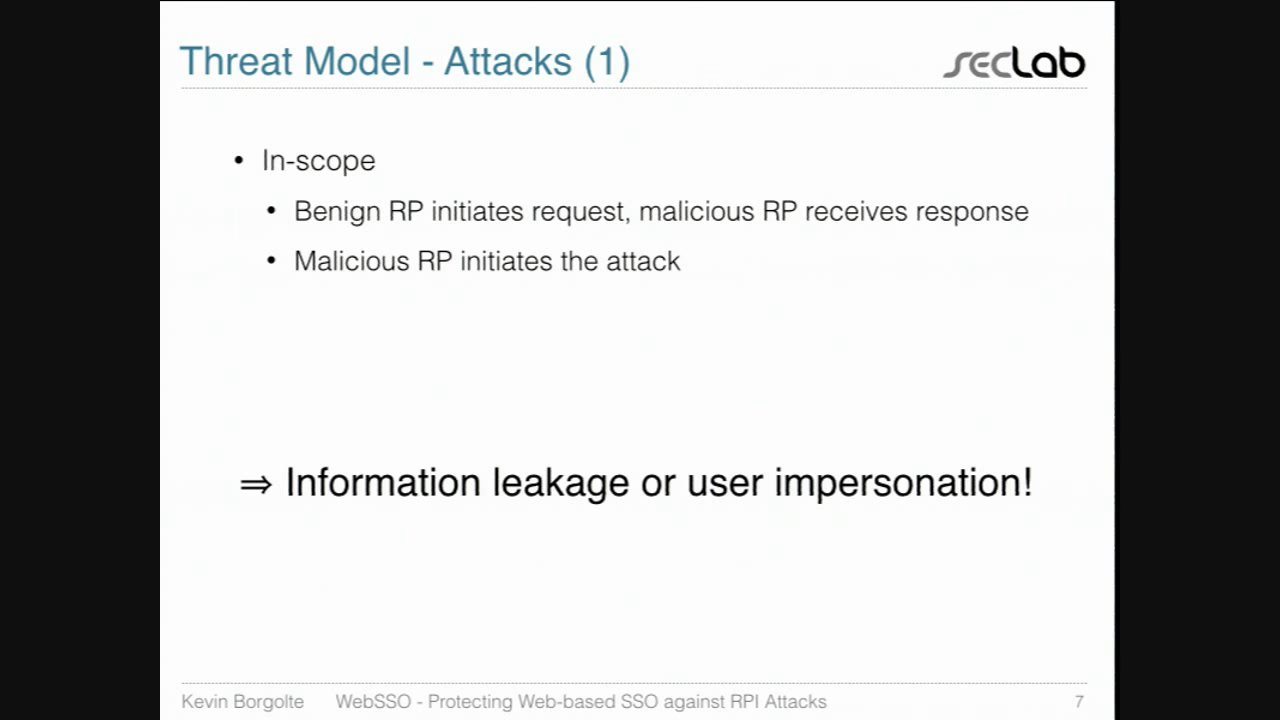 Threat Model - Attacks (1)
secLab
• In-scope
• Benign RP initiates request, malicious RP receives response
• Malicious RP initiates the attack
⇒ Information leakage or user impersonation!
Kevin Borgolte WebSSO - Protecting Web-based SSO against RPI Attacks 7